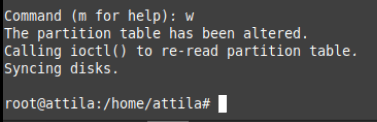 Command (m for help): w
The partition table has been altered.
Calling ioctl() to re-read partition table.
Syncing disks.
root@attila:/home/attila#